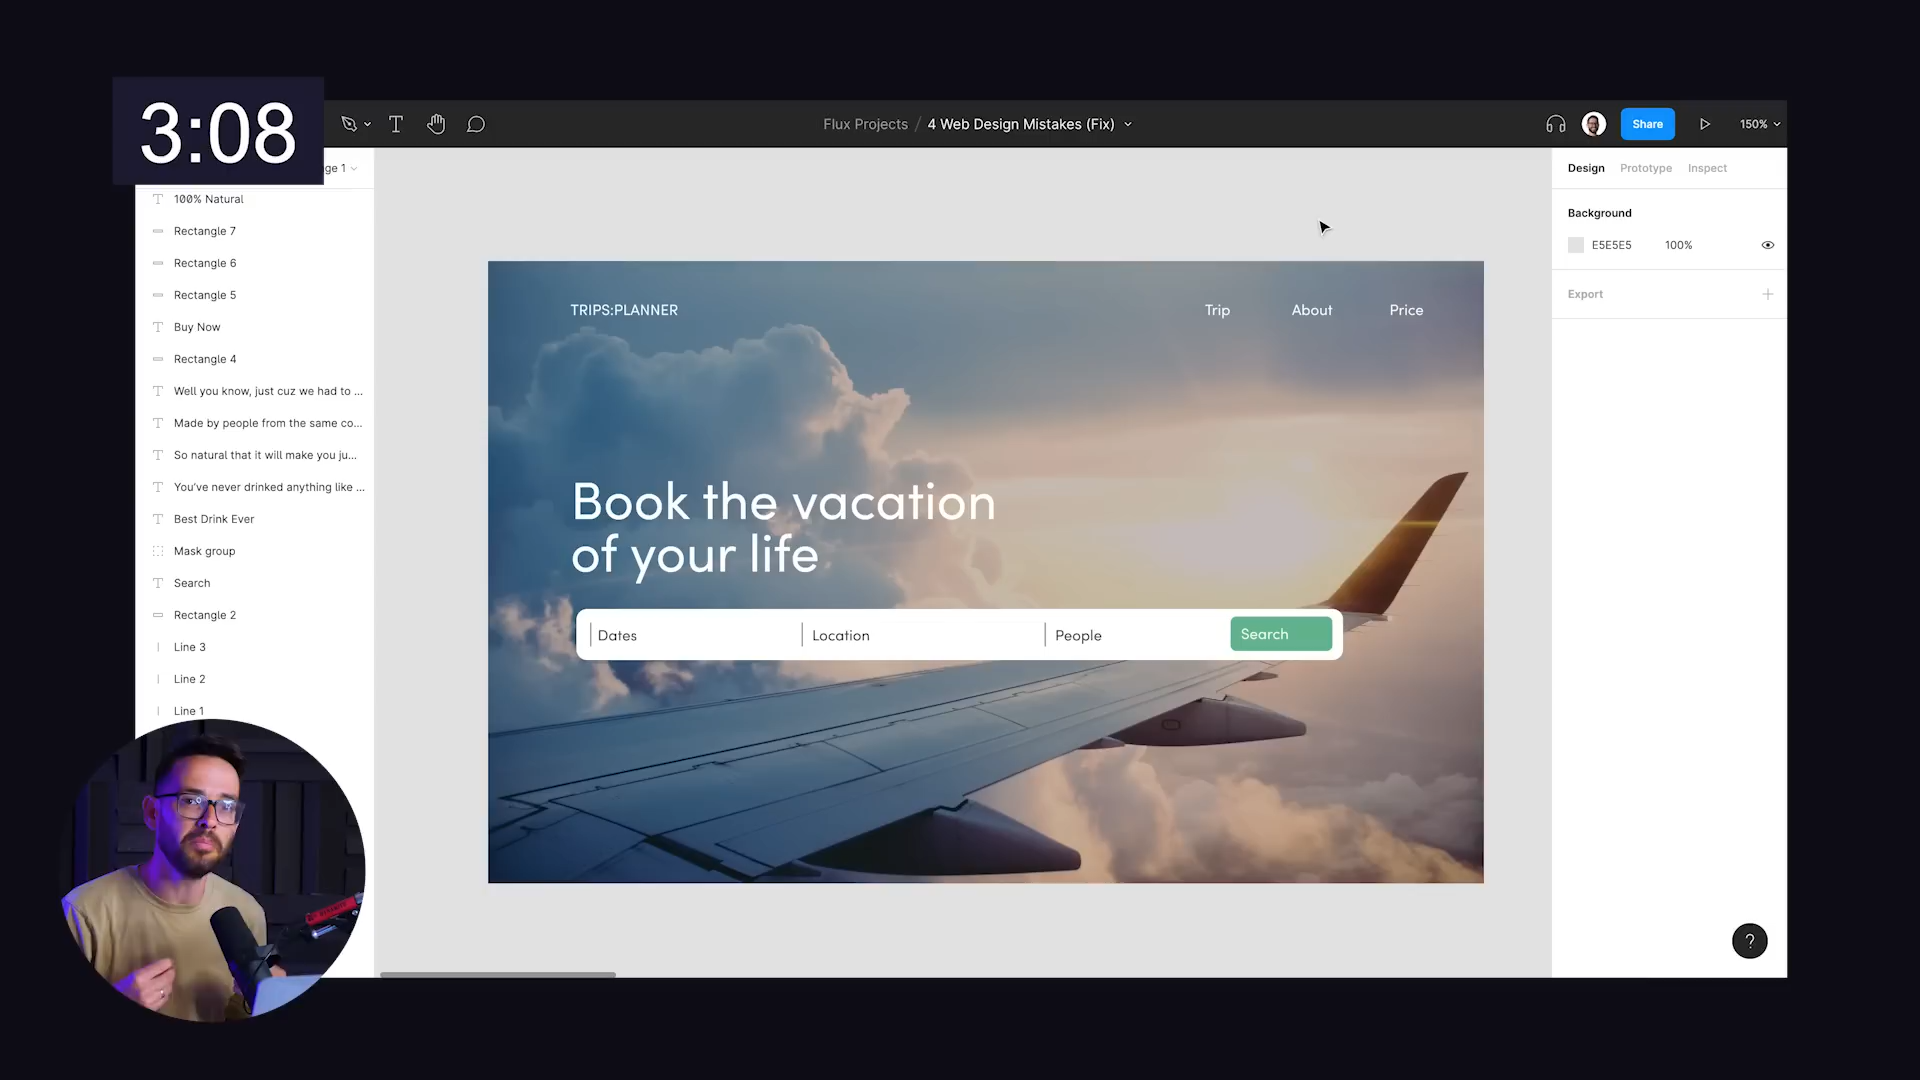 3:08
Flux Projects / 4 Web Design Mistakes (Fix)
Share
150%
ge 1
100% Natural
Rectangle 7
Rectangle 6
Rectangle 5
Buy Now
Rectangle 4
Well you know, just cuz we had to ...
Made by people from the same co...
So natural that it will make you ju...
You've never drinked anything like ...
Best Drink Ever
Mask group
Search
Rectangle 2
Line 3
Line 2
Line 1
TRIPS:PLANNER
Trip About Price
Book the vacation
of your life
Dates Location People Search
Design Prototype Inspect
Background
E5E5E5 100%
Export
?